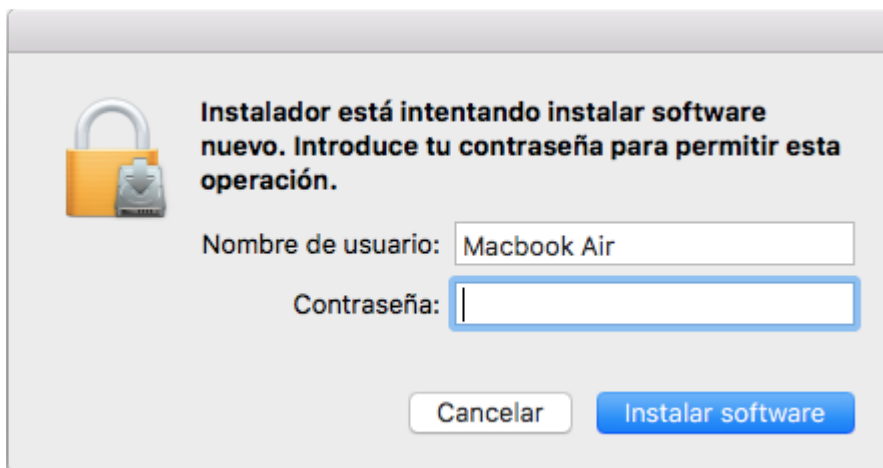 Instalador está intentando instalar software
nuevo. Introduce tu contraseña para permitir esta
operación.
Nombre de usuario: Macbook Air
Contraseña:
Cancelar Instalar software